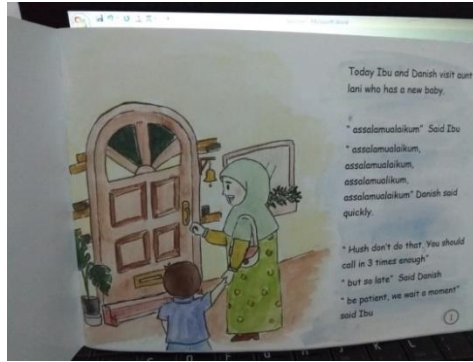 Today Ibu and Danish visit aunt
lani who has a new baby.
" assalamualaikum" Said Ibu
" assalamualaikum,
assalamualaikum,
assalamualikum,
assalamualaikum" Danish said
quickly.
" Hush don't do that, You should
call in 3 times enough"
" but so late" Said Danish
" be patient, we wait a moment"
said Ibu
1